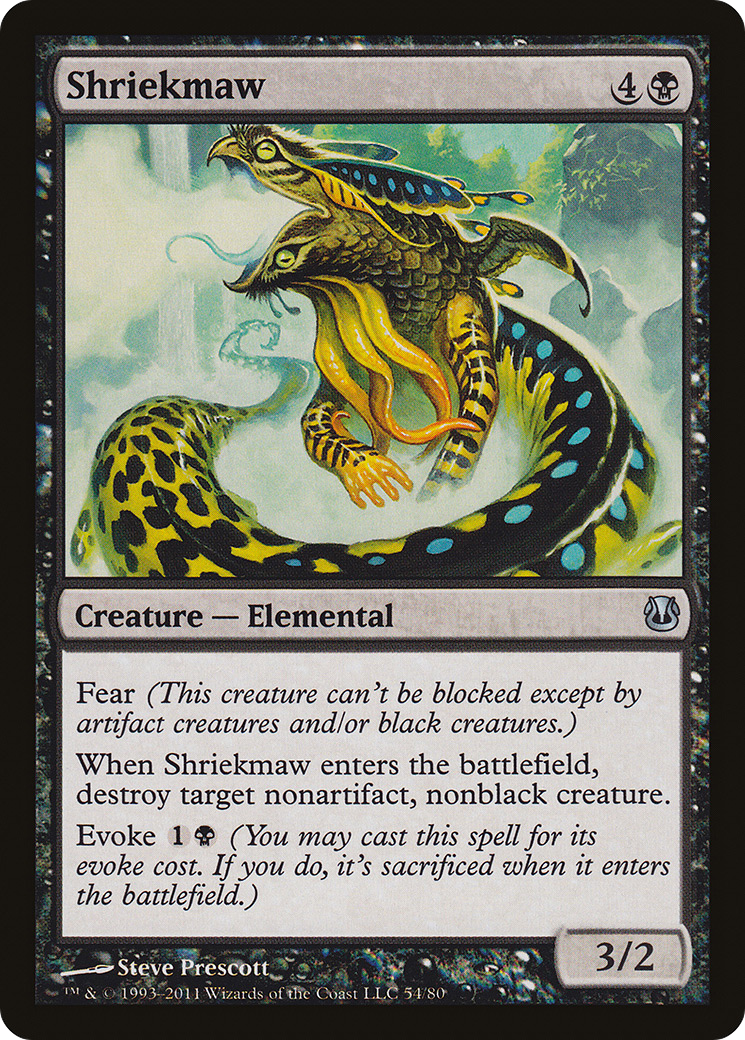 Shriekmaw 4
Creature — Elemental
Fear (This creature can't be blocked except by
artifact creatures and/or black creatures.)
When Shriekmaw enters the battlefield,
destroy target nonartifact, nonblack creature.
Evoke 1 (You may cast this spell for its
evoke cost. If you do, it's sacrificed when it enters
the battlefield.)
3/2
Steve Prescott
™ & © 1993–2011 Wizards of the Coast LLC 54/80